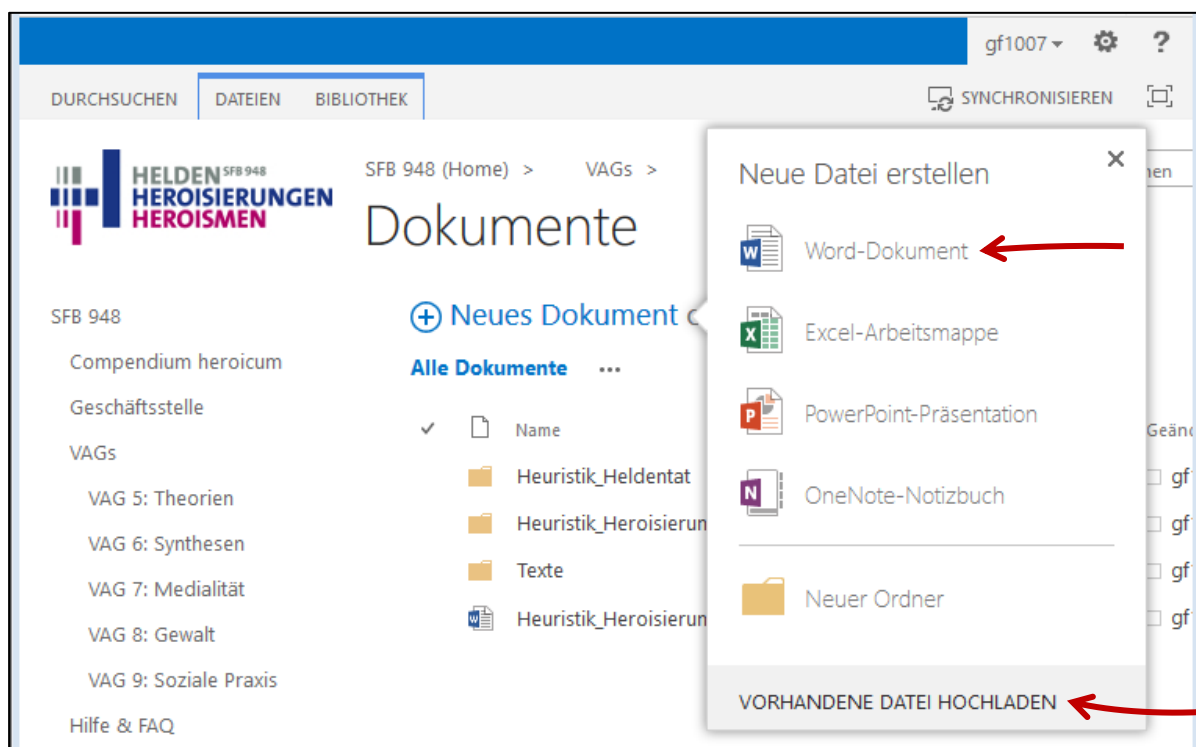 gf1007 ?
DURCHSUCHEN DATEIEN BIBLIOTHEK SYNCHRONISIEREN
HELDEN SFB 948
HEROISIERUNGEN
HEROISMEN
SFB 948 (Home) > VAGs >
Dokumente
Neues Dokument
Alle Dokumente ...
Name
Heuristik_Heldentat
Heuristik_Heroisierun
Texte
Heuristik_Heroisierun
SFB 948
Compendium heroicum
Geschäftsstelle
VAGs
VAG 5: Theorien
VAG 6: Synthesen
VAG 7: Medialität
VAG 8: Gewalt
VAG 9: Soziale Praxis
Hilfe & FAQ
Neue Datei erstellen
Word-Dokument
Excel-Arbeitsmappe
PowerPoint-Präsentation
OneNote-Notizbuch
Neuer Ordner
VORHANDENE DATEI HOCHLADEN